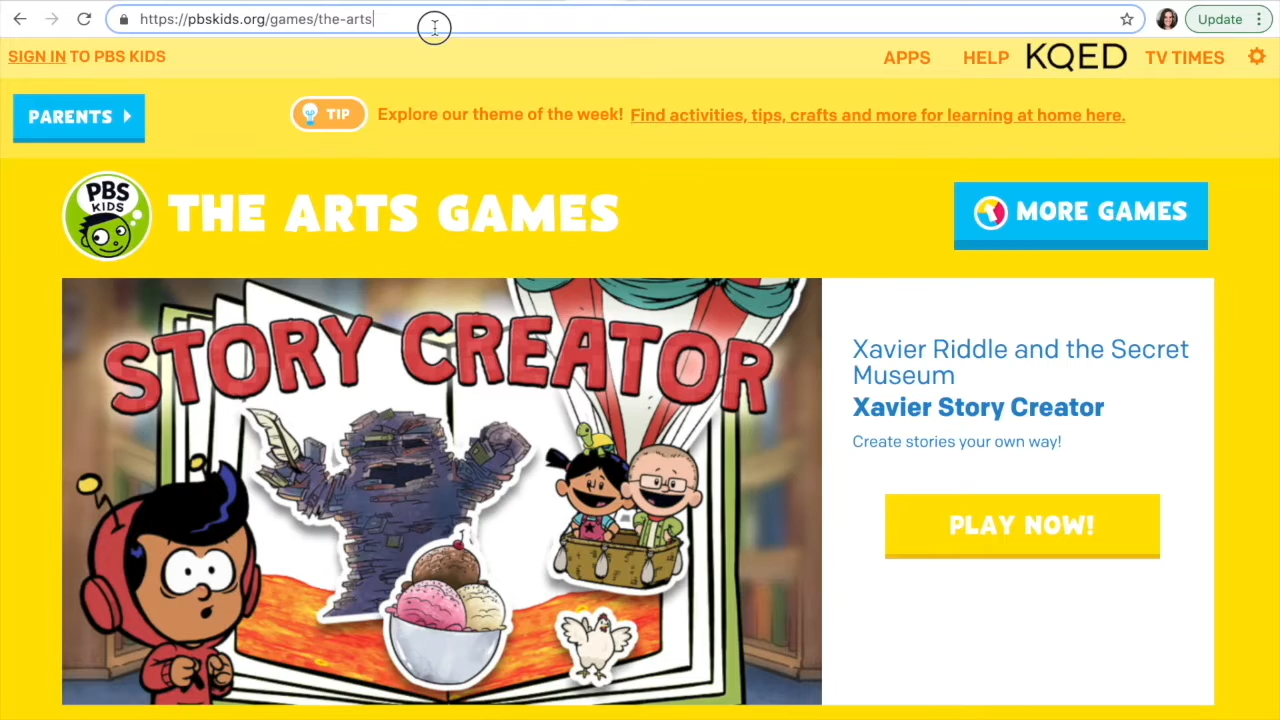 https://pbskids.org/games/the-arts
Update
SIGN IN TO PBS KIDS
APPS HELP KQED TV TIMES
PARENTS
TIP Explore our theme of the week! Find activities, tips, crafts and more for learning at home here.
PBS
KIDS
THE ARTS GAMES
MORE GAMES
STORY CREATOR
Xavier Riddle and the Secret
Museum
Xavier Story Creator
Create stories your own way!
PLAY NOW!